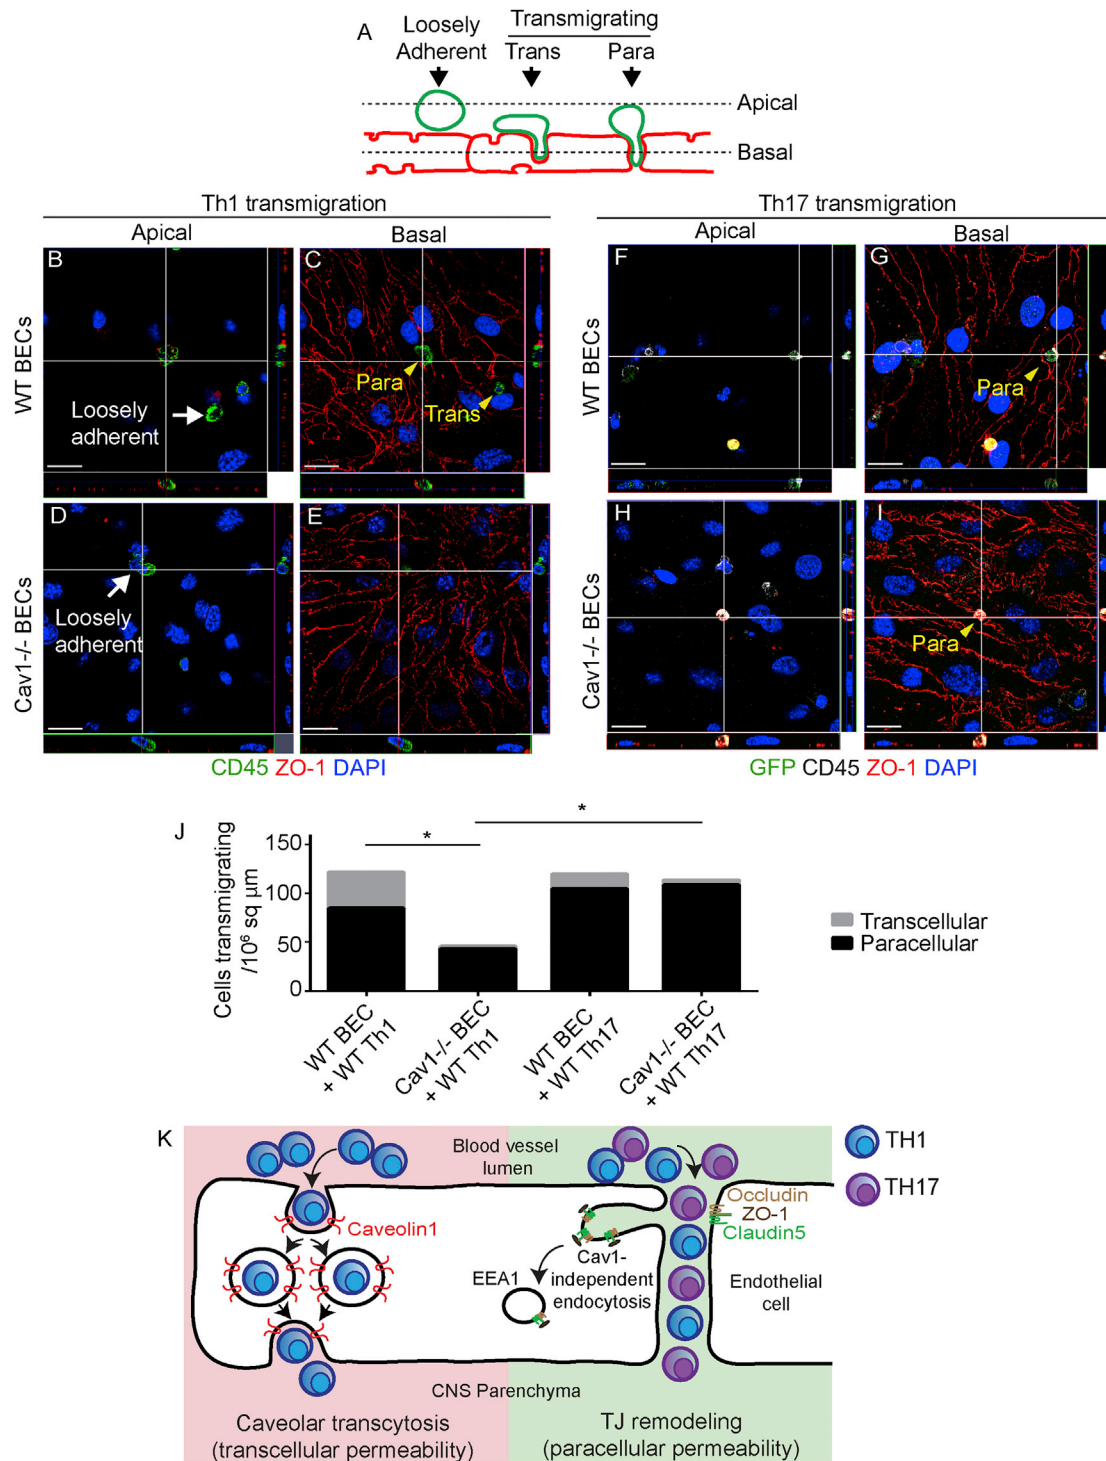 A
Loosely
Adherent
Transmigrating
Trans
Para
Apical
Basal
Th1 transmigration
Apical
Basal
Th17 transmigration
Apical
Basal
WT BECs
B
Loosely
adherent
C
Para
Trans
WT BECs
F
G
Para
Cav1-/- BECs
D
Loosely
adherent
E
Cav1-/- BECs
H
I
Para
CD45 ZO-1 DAPI
GFP CD45 ZO-1 DAPI
J
Cells transmigrating
/10⁶ sq µm
150
100
50
0
*
*
WT BEC
+ WT Th1
Cav1-/- BEC
+ WT Th1
WT BEC
+ WT Th17
Cav1-/- BEC
+ WT Th17
Transcellular
Paracellular
K
Blood vessel
lumen
TH1
TH17
Caveolin1
Occludin
ZO-1
Claudin5
EEA1
Cav1-
independent
endocytosis
Endothelial
cell
CNS Parenchyma
Caveolar transcytosis
(transcellular permeability)
TJ remodeling
(paracellular permeability)